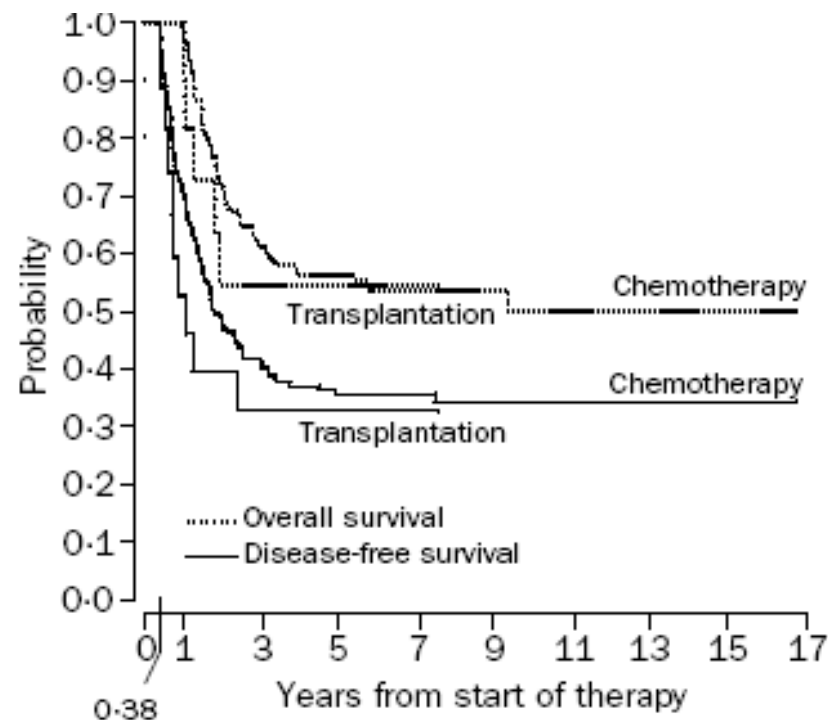 1·0
0·9
0·8
0·7
0·6
0·5
0·4
0·3
0·2
0·1
0·0
Probability
Chemotherapy
Transplantation
Chemotherapy
Transplantation
Overall survival
Disease-free survival
0 1 3 5 7 9 11 13 15 17
0·38
Years from start of therapy